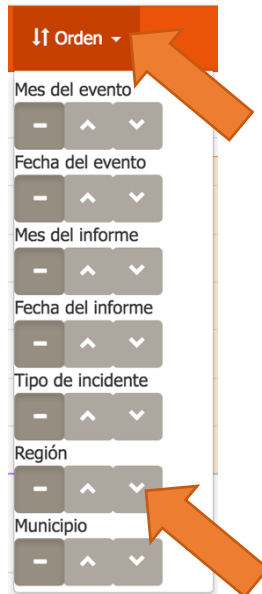 Orden
Mes del evento
Fecha del evento
Mes del informe
Fecha del informe
Tipo de incidente
Región
Municipio